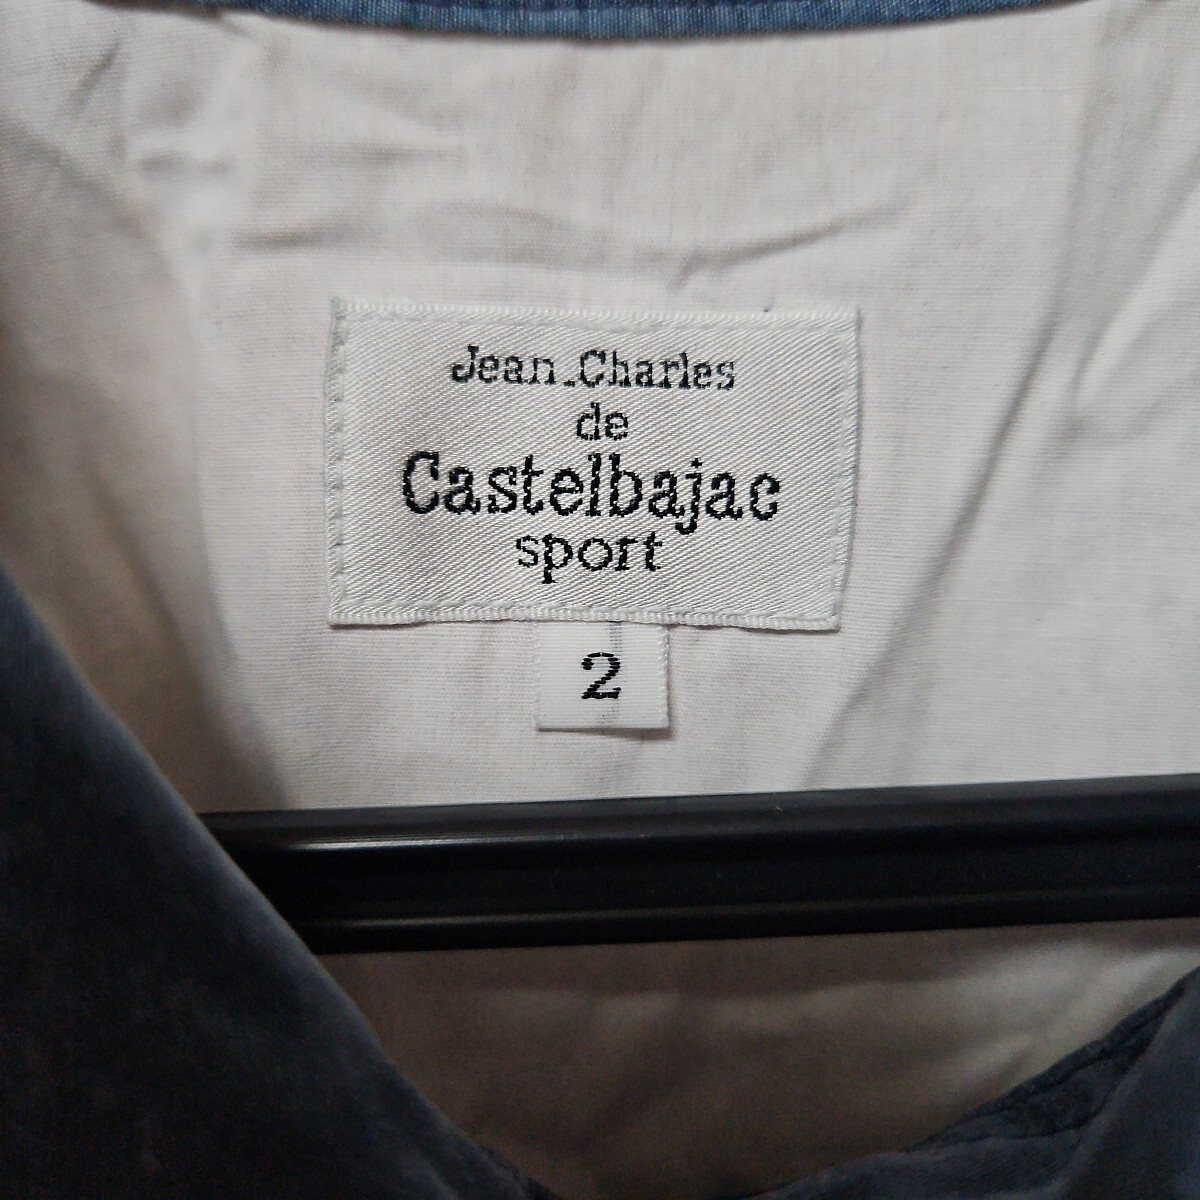 Jean.Charles
de
Castelbajac
sport
2